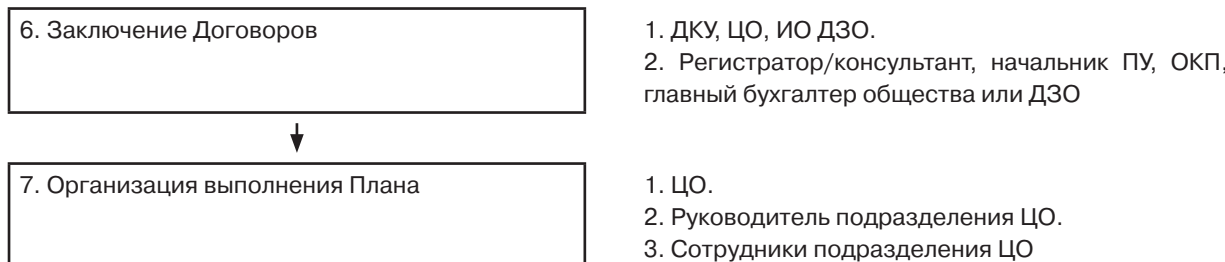 6. Заключение Договоров
1. ДКУ, ЦО, ИО ДЗО.
2. Регистратор/консультант, начальник ПУ, ОКП,
главный бухгалтер общества или ДЗО
7. Организация выполнения Плана
1. ЦО.
2. Руководитель подразделения ЦО.
3. Сотрудники подразделения ЦО